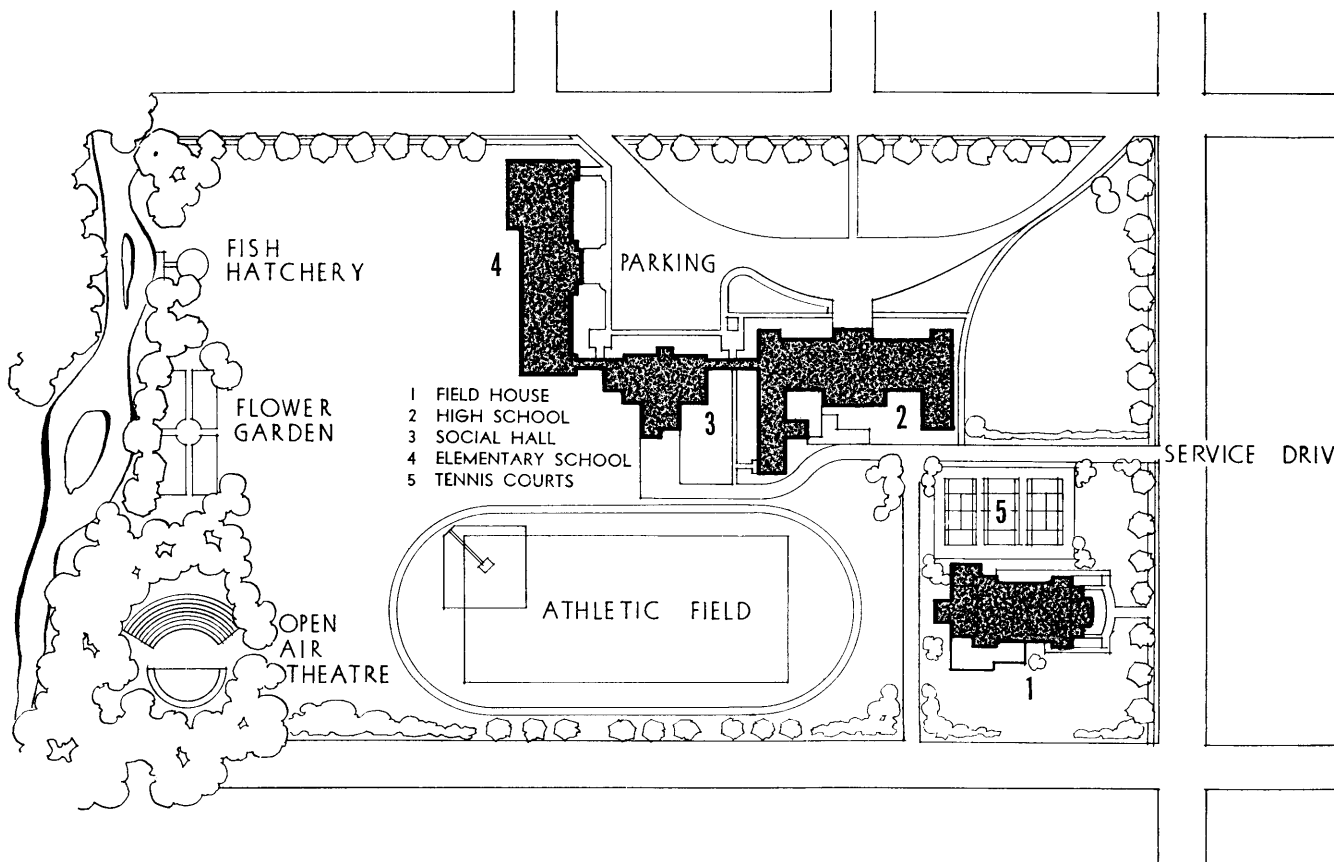 FISH
HATCHERY
4
PARKING
FLOWER
GARDEN
1 FIELD HOUSE
2 HIGH SCHOOL
3 SOCIAL HALL
4 ELEMENTARY SCHOOL
5 TENNIS COURTS
3
2
SERVICE DRIV
5
OPEN
AIR
THEATRE
ATHLETIC FIELD
1